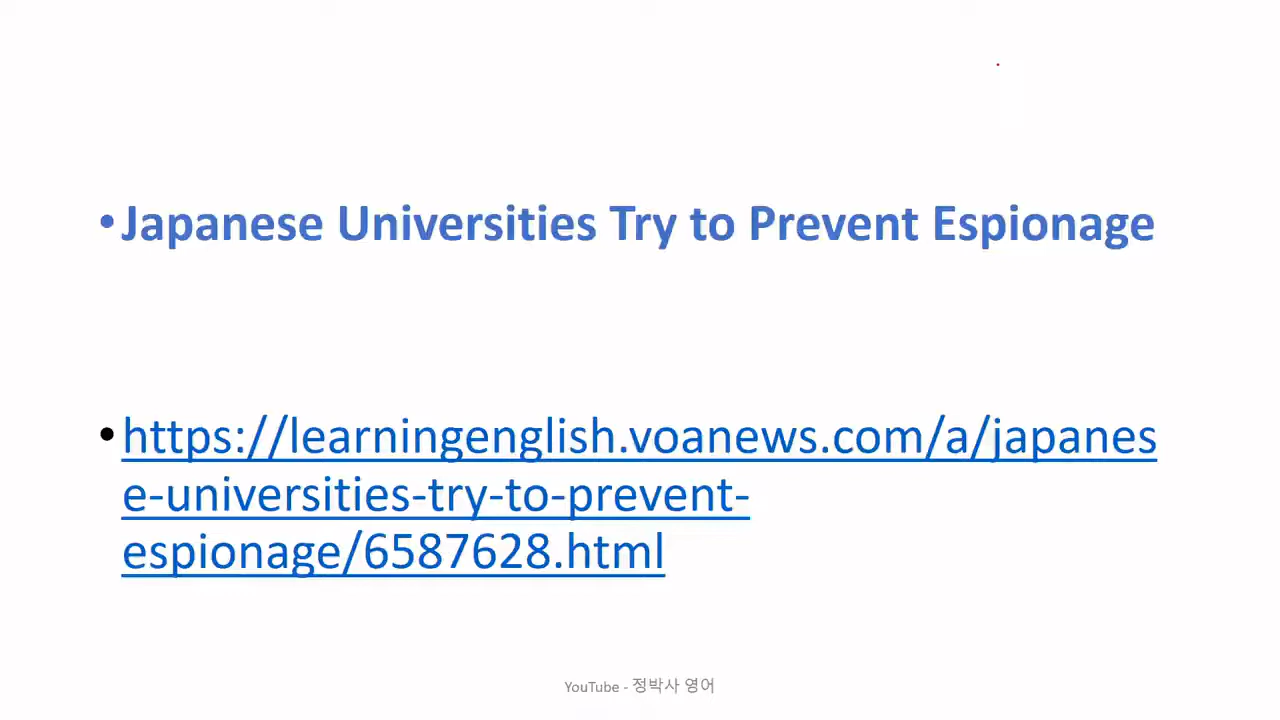 •Japanese Universities Try to Prevent Espionage
•https://learningenglish.voanews.com/a/japanes
e-universities-try-to-prevent-
espionage/6587628.html
YouTube - 정박사 영어